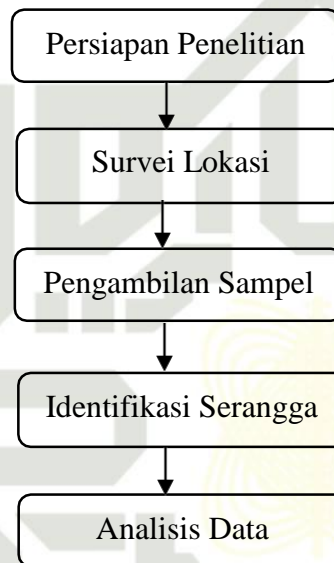 Persiapan Penelitian
Survei Lokasi
Pengambilan Sampel
Identifikasi Serangga
Analisis Data